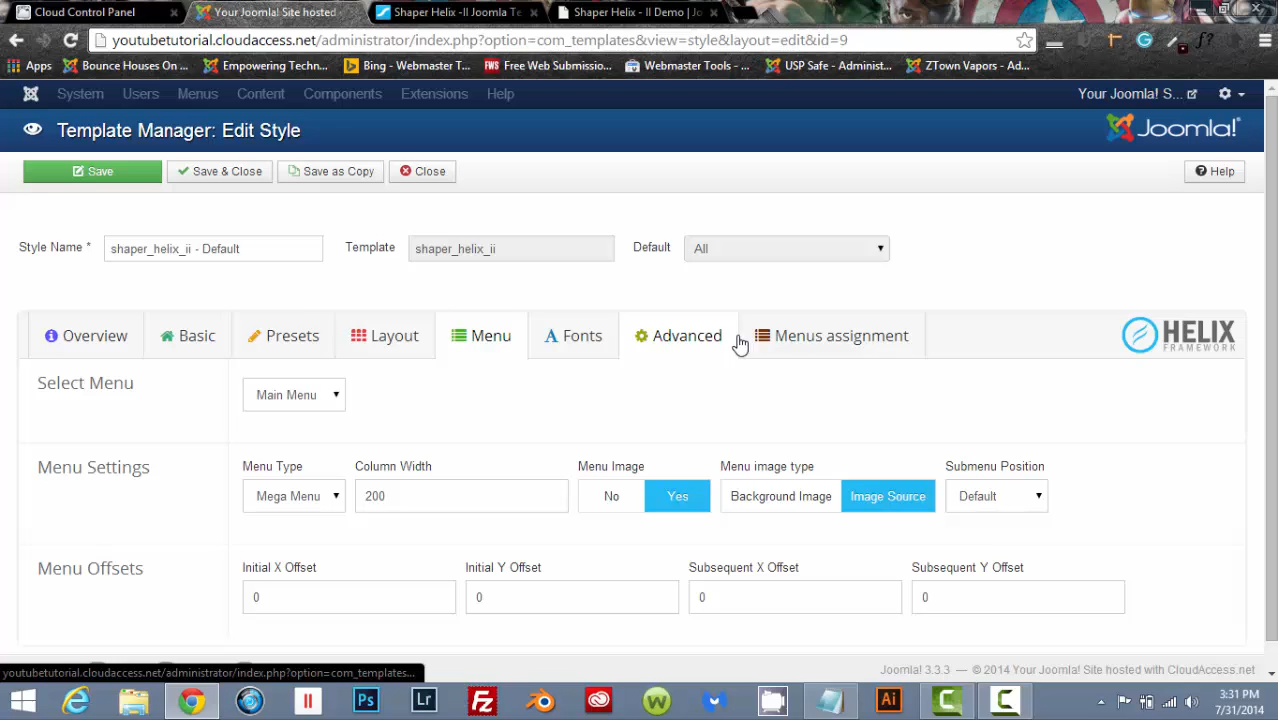 Cloud Control Panel
Your Joomla! Site hosted
Shaper Helix -II Joomla Te
Shaper Helix - II Demo | Jo
youtubetutorial.cloudaccess.net/administrator/index.php?option=com_templates&view=style&layout=edit&id=9
Apps Bounce Houses On ... Empowering Techn... Bing - Webmaster T... FWS Free Web Submissio... Webmaster Tools - ... USP Safe - Administ... ZTown Vapors - Ad...
System Users Menus Content Components Extensions Help Your Joomla! S...
Template Manager: Edit Style Joomla!®
Save Save & Close Save as Copy Close Help
Style Name * shaper_helix_ii - Default Template shaper_helix_ii Default All
Overview Basic Presets Layout Menu Fonts Advanced Menus assignment HELIX
FRAMEWORK
Select Menu
Main Menu
Menu Settings
Menu Type Column Width Menu Image Menu image type Submenu Position
Mega Menu 200 No Yes Background Image Image Source Default
Menu Offsets
Initial X Offset Initial Y Offset Subsequent X Offset Subsequent Y Offset
0 0 0 0
youtubetutorial.cloudaccess.net/administrator/index.php?option=com_templates...
Joomla! 3.3.3 — © 2014 Your Joomla! Site hosted with CloudAccess.net
Ps Lr Fz Ai
3:31 PM
7/31/2014